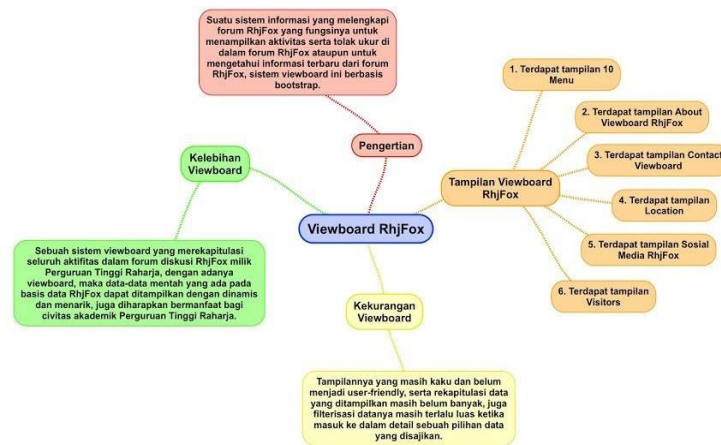 Suatu sistem informasi yang melengkapi
forum RhjFox yang fungsinya untuk
menampilkan aktivitas serta tolak ukur di
dalam forum RhjFox ataupun untuk
mengetahui informasi terbaru dari forum
RhjFox, sistem viewboard ini berbasis
bootstrap.
Pengertian
Kelebihan
Viewboard
Sebuah sistem viewboard yang merekapitulasi
seluruh aktifitas dalam forum diskusi RhjFox milik
Perguruan Tinggi Raharja, dengan adanya
viewboard, maka data-data mentah yang ada pada
basis data RhjFox dapat ditampilkan dengan dinamis
dan menarik, juga diharapkan bermanfaat bagi
civitas akademik Perguruan Tinggi Raharja.
Viewboard RhjFox
Tampilan Viewboard
RhjFox
1. Terdapat tampilan 10
Menu
2. Terdapat tampilan About
Viewboard RhjFox
3. Terdapat tampilan Contact
Viewboard
4. Terdapat tampilan
Location
5. Terdapat tampilan Sosial
Media RhjFox
6. Terdapat tampilan
Visitors
Kekurangan
Viewboard
Tampilannya yang masih kaku dan belum
menjadi user-friendly, serta rekapitulasi data
yang ditampilkan masih belum banyak, juga
filterisasi datanya masih terlalu luas ketika
masuk ke dalam detail sebuah pilihan data
yang disajikan.